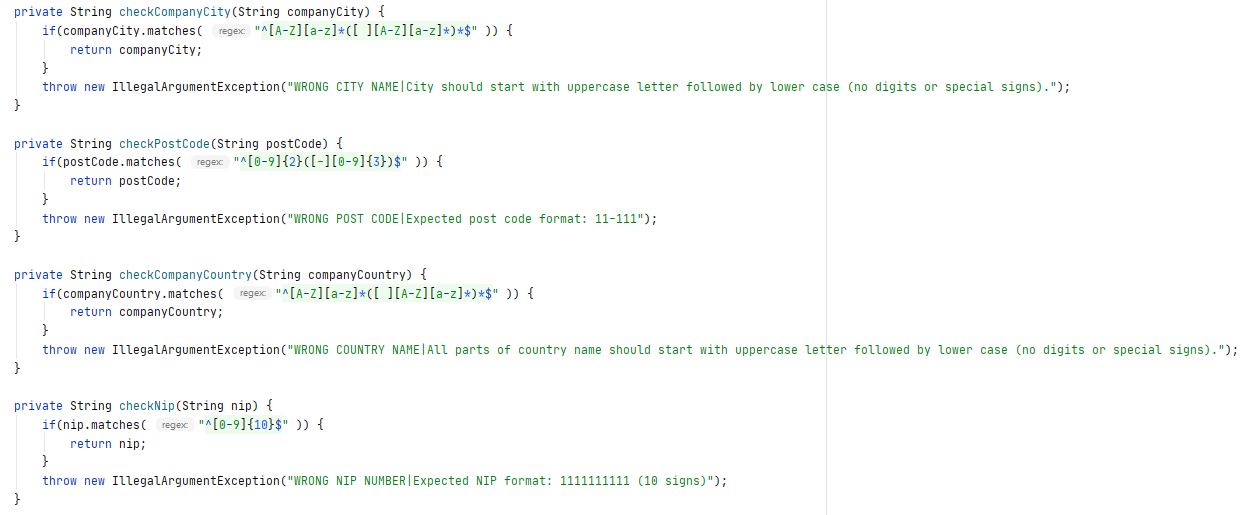 private String checkCompanyCity(String companyCity) {
    if(companyCity.matches( regex: "^[A-Z][a-z]*([ ][A-Z][a-z]*)*$" )) {
        return companyCity;
    }
    throw new IllegalArgumentException("WRONG CITY NAME|City should start with uppercase letter followed by lower case (no digits or special signs).");
}
private String checkPostCode(String postCode) {
    if(postCode.matches( regex: "^[0-9]{2}([-][0-9]{3})$" )) {
        return postCode;
    }
    throw new IllegalArgumentException("WRONG POST CODE|Expected post code format: 11-111");
}
private String checkCompanyCountry(String companyCountry) {
    if(companyCountry.matches( regex: "^[A-Z][a-z]*([ ][A-Z][a-z]*)*$" )) {
        return companyCountry;
    }
    throw new IllegalArgumentException("WRONG COUNTRY NAME|All parts of country name should start with uppercase letter followed by lower case (no digits or special signs).");
}
private String checkNip(String nip) {
    if(nip.matches( regex: "^[0-9]{10}$" )) {
        return nip;
    }
    throw new IllegalArgumentException("WRONG NIP NUMBER|Expected NIP format: 1111111111 (10 signs)");
}